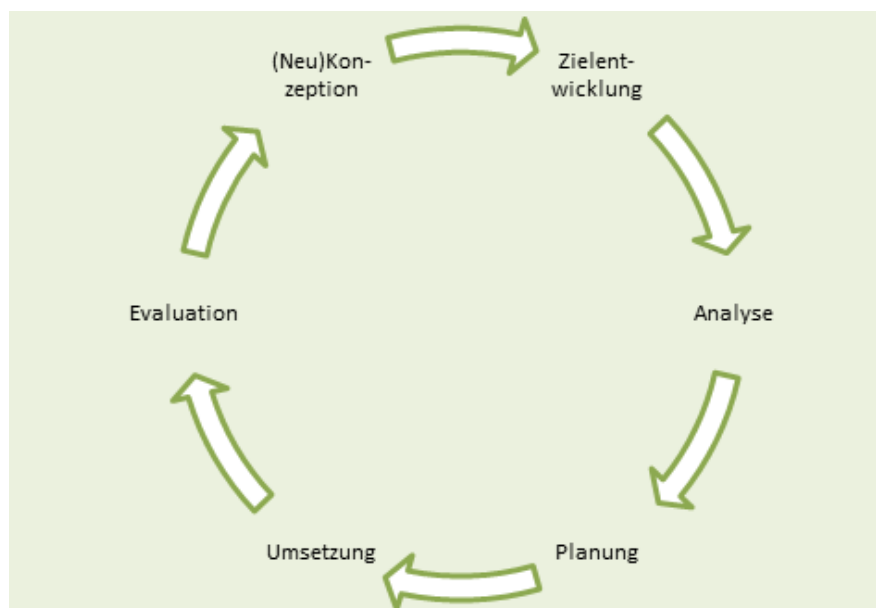 (Neu)Kon-
zeption
Zielent-
wicklung
Analyse
Planung
Umsetzung
Evaluation